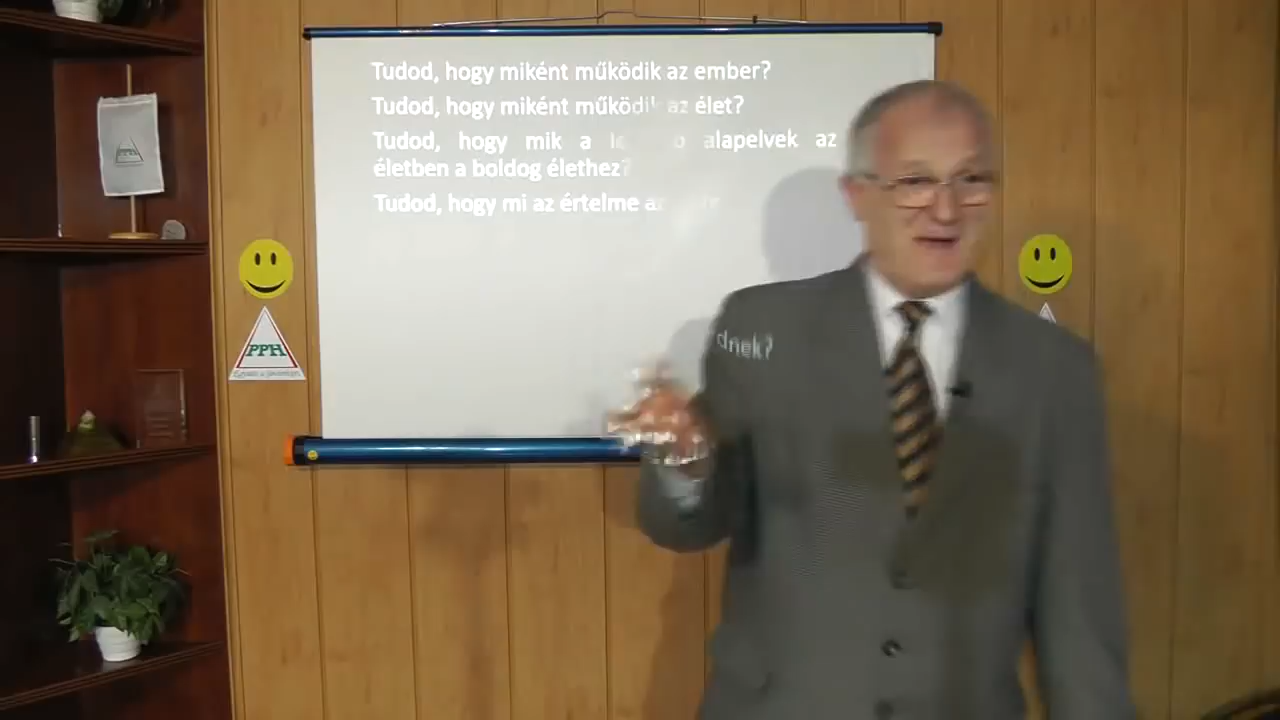 Tudod, hogy miként működik az ember?
Tudod, hogy miként működik az élet?
Tudod, hogy mik a alapelvek az
életben a boldog élethez?
Tudod, hogy mi az értelme
dnek?
PPH